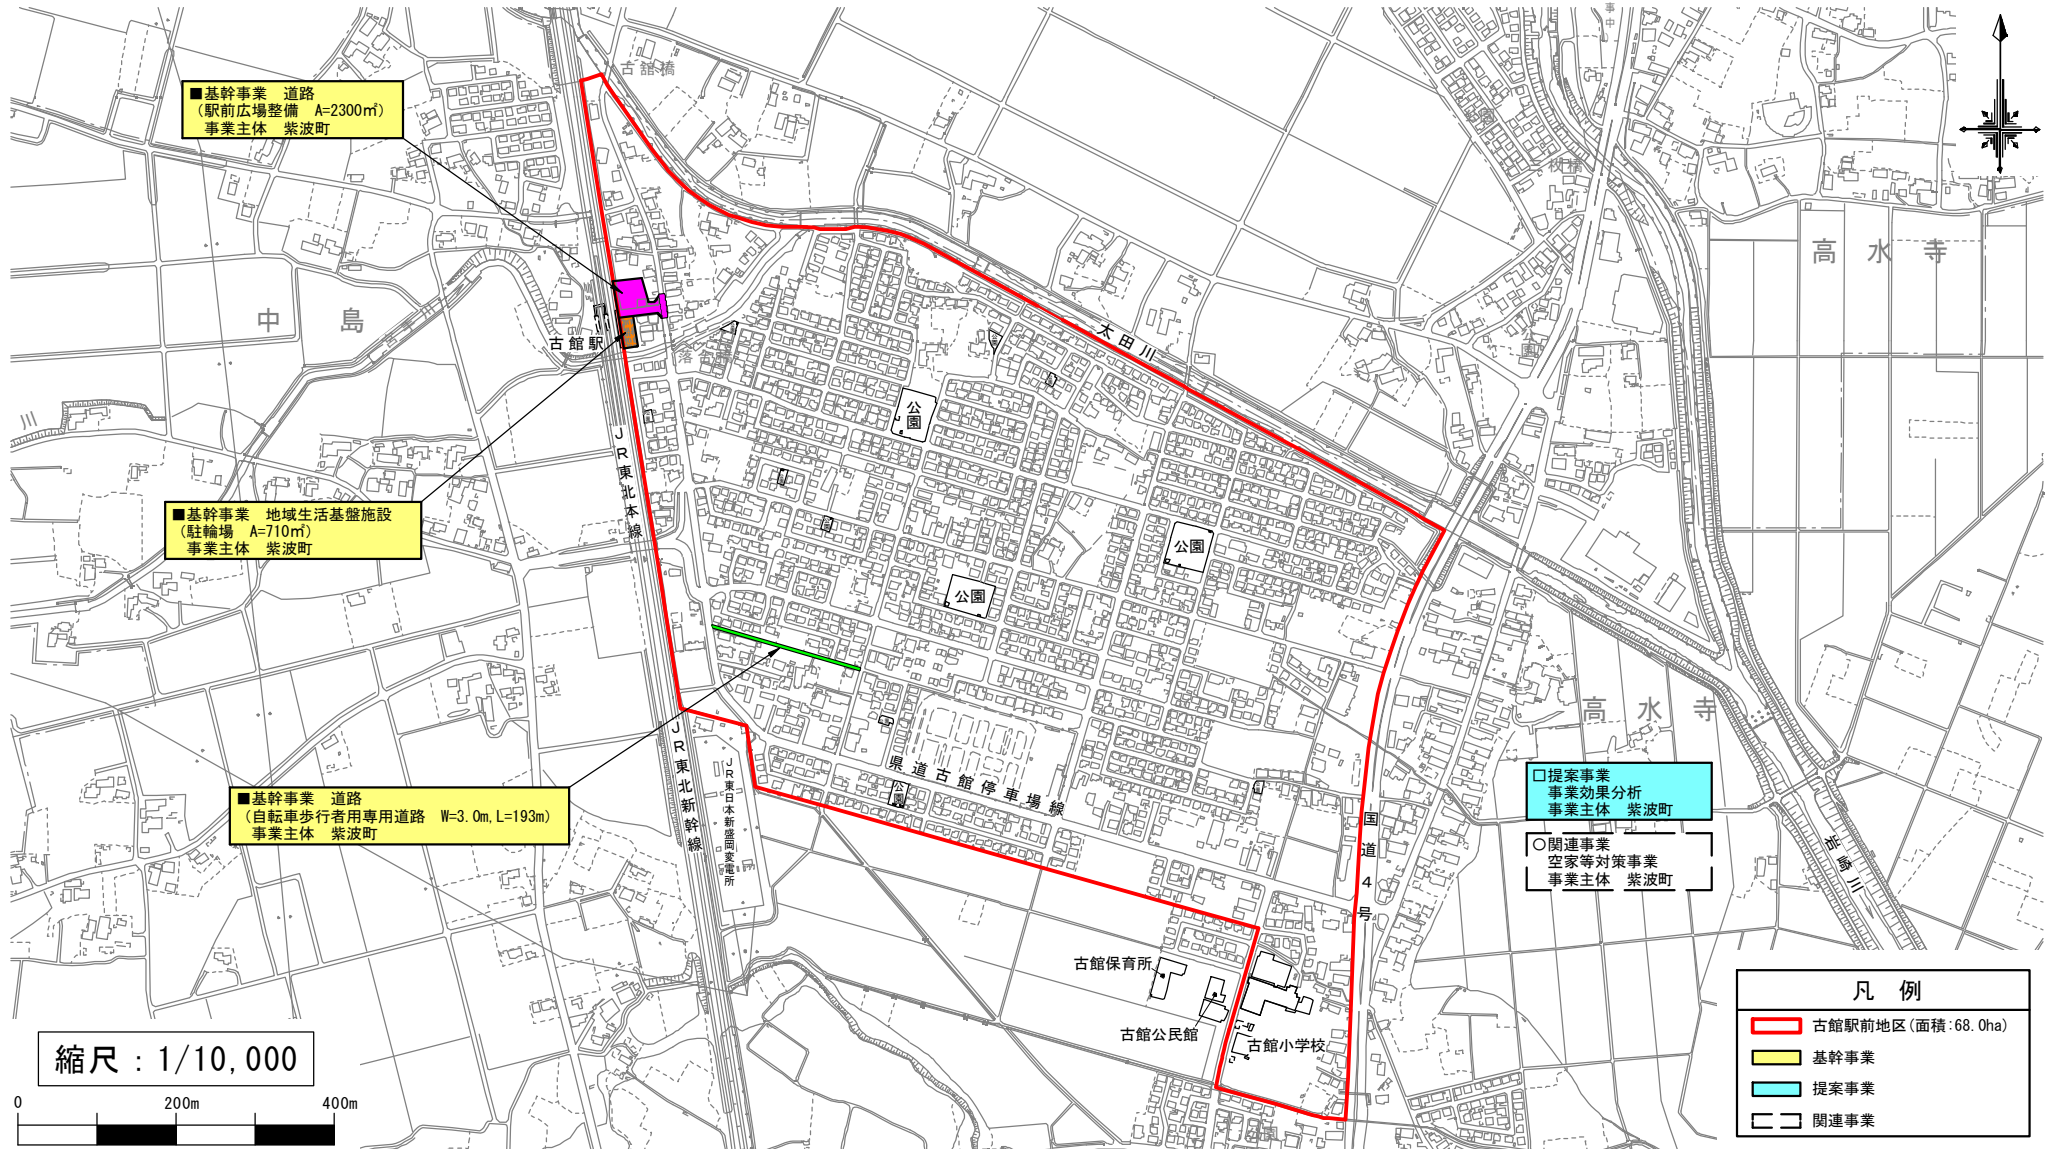 ■基幹事業 道路
(駅前広場整備 A=2300㎡)
事業主体 紫波町
古舘橋
高水寺
中島
古館駅
落合
太田川
川
公園
JR東北本線
■基幹事業 地域生活基盤施設
(駐輪場 A=710㎡)
事業主体 紫波町
公園
公園
高水寺
JR東北新幹線
JR東日本新盛岡変電所
■基幹事業 道路
(自転車歩行者用専用道路 W=3.0m,L=193m)
事業主体 紫波町
県道古館停車場線
公園
国道4号
□提案事業
事業効果分析
事業主体 紫波町
○関連事業
空家等対策事業
事業主体 紫波町
岩崎川
古館保育所
古館公民館
古館小学校
縮尺:1/10,000
0 200m 400m
凡例
古館駅前地区(面積:68.0ha)
基幹事業
提案事業
関連事業